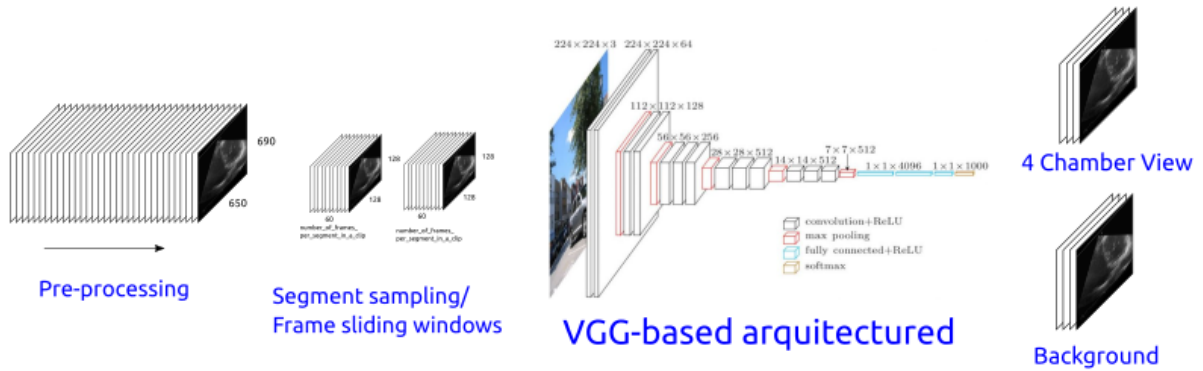 690
650
Pre-processing
128
128
60
number_of_frames_
per_segment_in_a_clip
128
128
60
number_of_frames_
per_segment_in_a_clip
Segment sampling/
Frame sliding windows
224×224×3
224×224×64
112×112×128
56×56×256
28×28×512
14×14×512
7×7×512
1×1×4096
1×1×1000
convolution+ReLU
max pooling
fully connected+ReLU
softmax
VGG-based arquitectured
4 Chamber View
Background